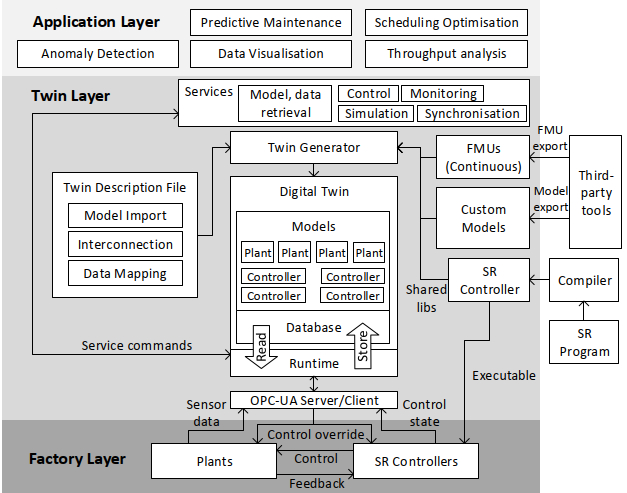 Application Layer
Predictive Maintenance
Scheduling Optimisation
Anomaly Detection
Data Visualisation
Throughput analysis
Twin Layer
Services
Model, data
retrieval
Control
Monitoring
Simulation
Synchronisation
Twin Generator
FMUs
(Continuous)
FMU
export
Third-
party
tools
Model
export
Custom
Models
Twin Description File
Model Import
Interconnection
Data Mapping
Digital Twin
Models
Plant
Plant
Plant
Plant
Controller
Controller
Controller
Controller
Database
Read
Store
Runtime
Shared
libs
SR
Controller
Compiler
SR
Program
Service commands
Executable
OPC-UA Server/Client
Sensor
data
Control
state
Control override
Factory Layer
Plants
Control
Feedback
SR Controllers